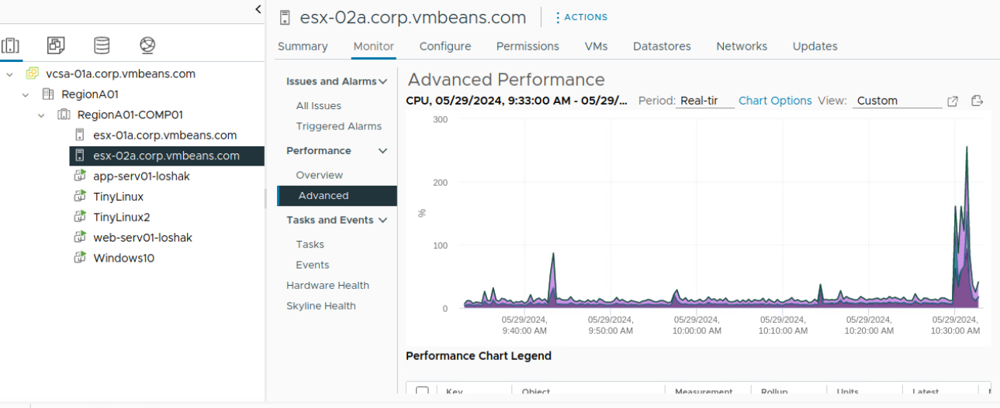 esx-02a.corp.vmbeans.com
ACTIONS
Summary Monitor Configure Permissions VMs Datastores Networks Updates
vcsa-01a.corp.vmbeans.com
RegionA01
RegionA01-COMP01
esx-01a.corp.vmbeans.com
esx-02a.corp.vmbeans.com
app-serv01-loshak
TinyLinux
TinyLinux2
web-serv01-loshak
Windows10
Issues and Alarms
All Issues
Triggered Alarms
Performance
Overview
Advanced
Tasks and Events
Tasks
Events
Hardware Health
Skyline Health
Advanced Performance
CPU, 05/29/2024, 9:33:00 AM - 05/29/... Period: Real-tir Chart Options View: Custom
300
200
%
100
0
05/29/2024, 05/29/2024, 05/29/2024, 05/29/2024, 05/29/2024, 05/29/2024,
9:40:00 AM 9:50:00 AM 10:00:00 AM 10:10:00 AM 10:20:00 AM 10:30:00 AM
Performance Chart Legend
Key Object Measurement Rollup Units Latest